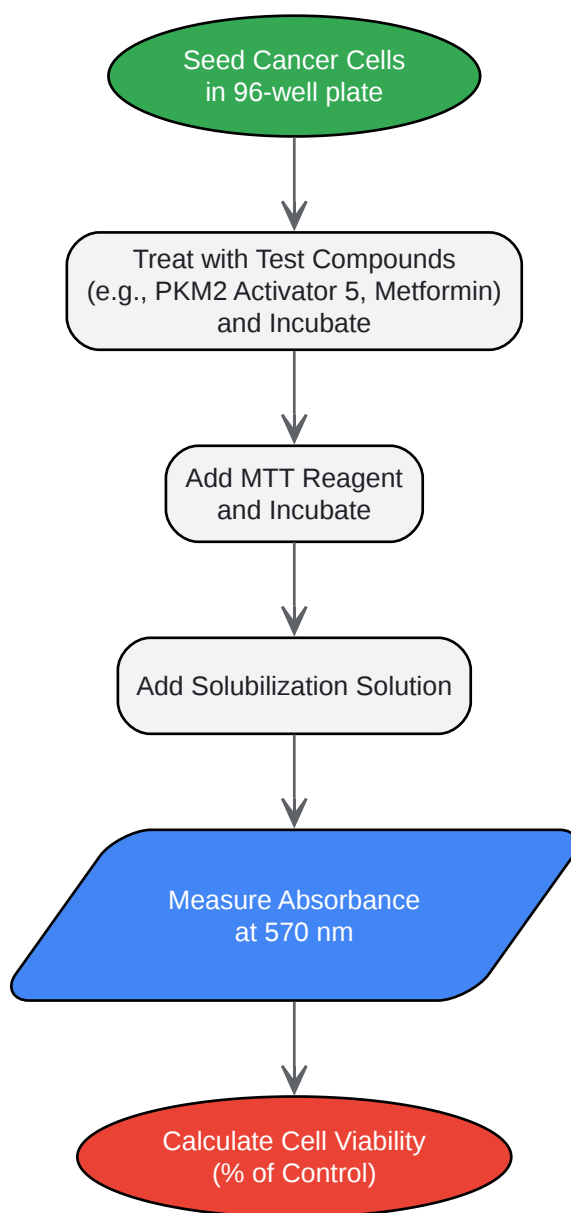 Seed Cancer Cells
in 96-well plate
Treat with Test Compounds
(e.g., PKM2 Activator 5, Metformin)
and Incubate
Add MTT Reagent
and Incubate
Add Solubilization Solution
Measure Absorbance
at 570 nm
Calculate Cell Viability
(% of Control)